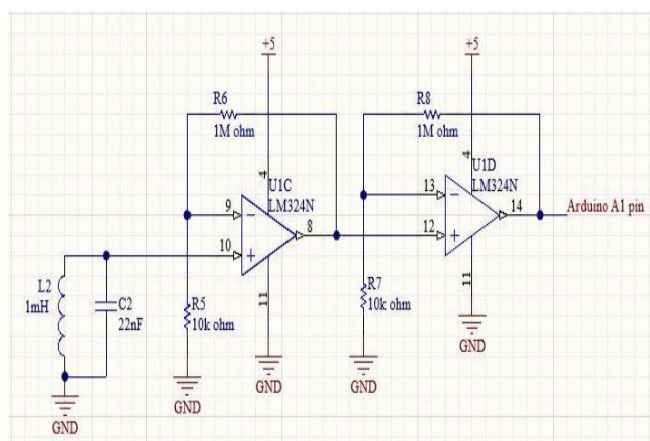 +5
+5
R6
1M ohm
R8
1M ohm
4
4
U1C
LM324N
U1D
LM324N
9
8
13
14
Arduino A1 pin
10
12
L2
1mH
C2
22nF
R5
10k ohm
11
R7
10k ohm
11
GND
GND
GND
GND
GND